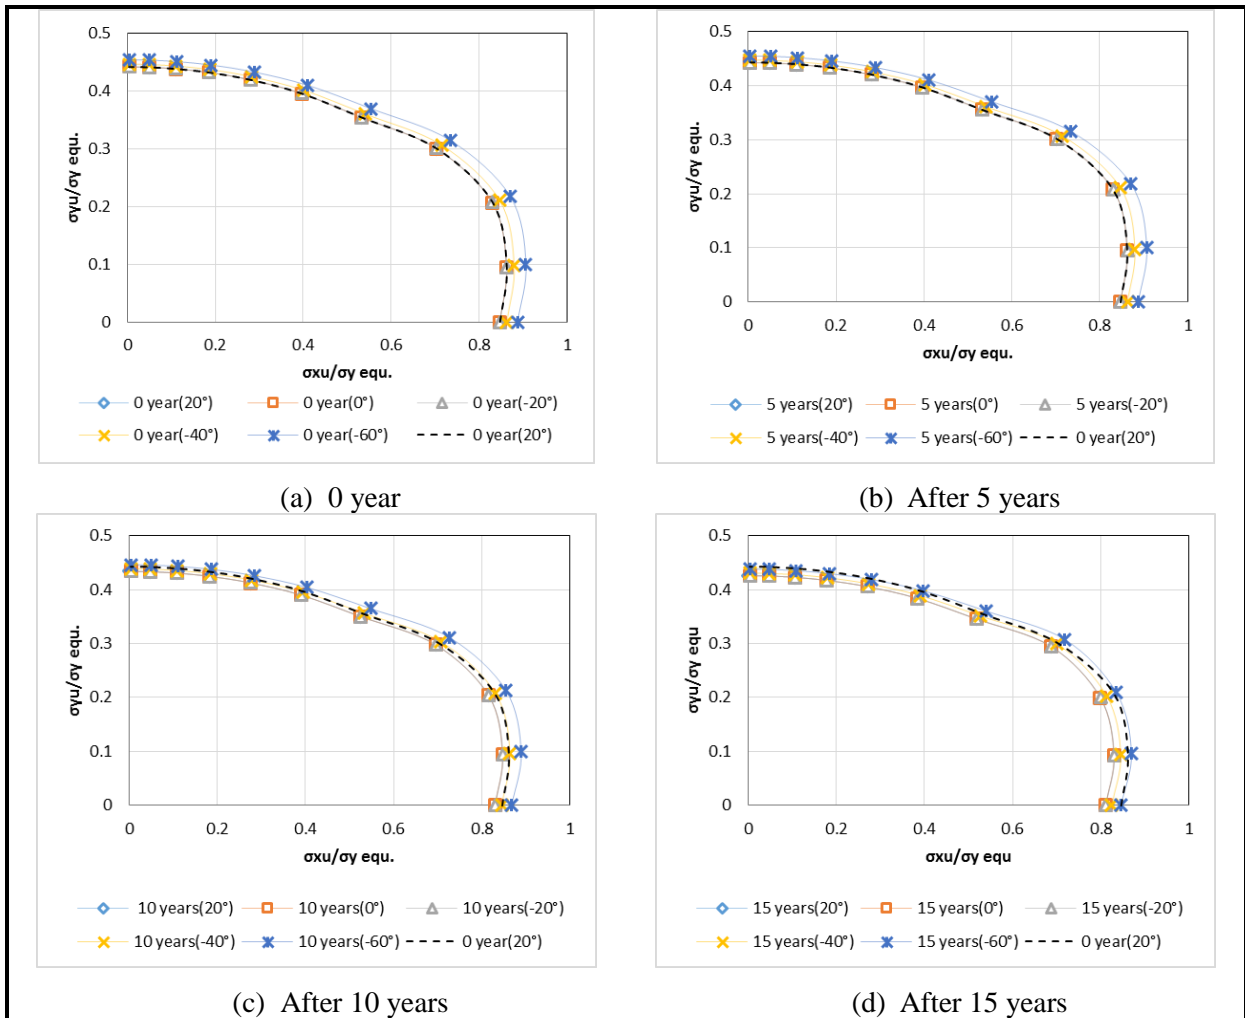 0.5
0.4
0.3
0.2
0.1
0
σyu/σy equ.
0 0.2 0.4 0.6 0.8 1
σxu/σy equ.
0 year(20°) 0 year(0°) 0 year(-20°)
0 year(-40°) 0 year(-60°) 0 year(20°)
(a) 0 year
0.5
0.4
0.3
0.2
0.1
0
σyu/σy equ.
0 0.2 0.4 0.6 0.8 1
σxu/σy equ.
5 years(20°) 5 years(0°) 5 years(-20°)
5 years(-40°) 5 years(-60°) 0 year(20°)
(b) After 5 years
0.5
0.4
0.3
0.2
0.1
0
σyu/σy equ.
0 0.2 0.4 0.6 0.8 1
σxu/σy equ.
10 years(20°) 10 years(0°) 10 years(-20°)
10 years(-40°) 10 years(-60°) 0 year(20°)
(c) After 10 years
0.5
0.4
0.3
0.2
0.1
0
σyu/σy equ
0 0.2 0.4 0.6 0.8 1
σxu/σy equ
15 years(20°) 15 years(0°) 15 years(-20°)
15 years(-40°) 15 years(-60°) 0 year(20°)
(d) After 15 years